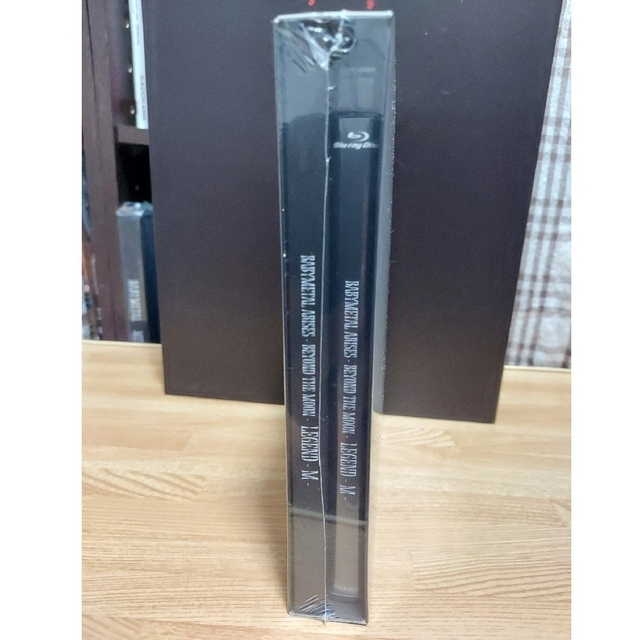 BABYMETAL ARISES - BEYOND THE MOON - LEGEND - M -
Blu-ray Disc
BABYMETAL ARISES - BEYOND THE MOON - LEGEND - M -